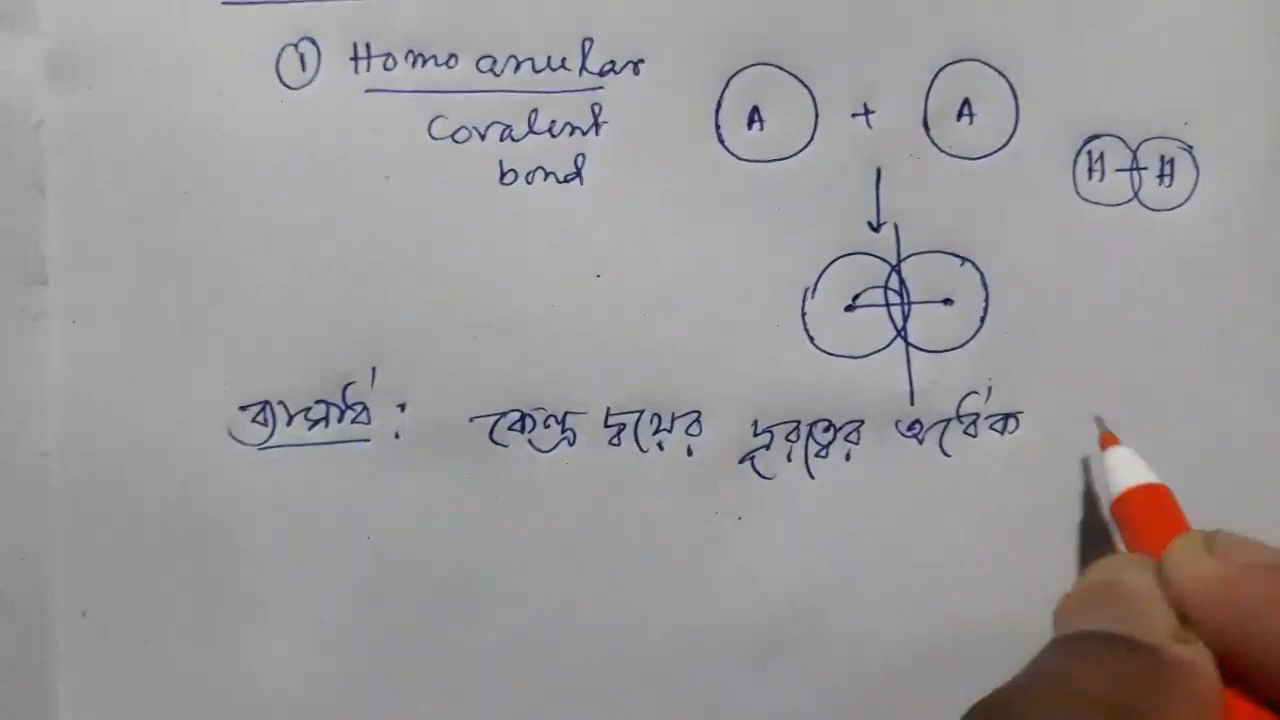 ① Homo anular
covalent
bond
A + A
H H
ব্যাসার্ধ : কেন্দ্র দ্বয়ের দূরত্বের অর্ধেক